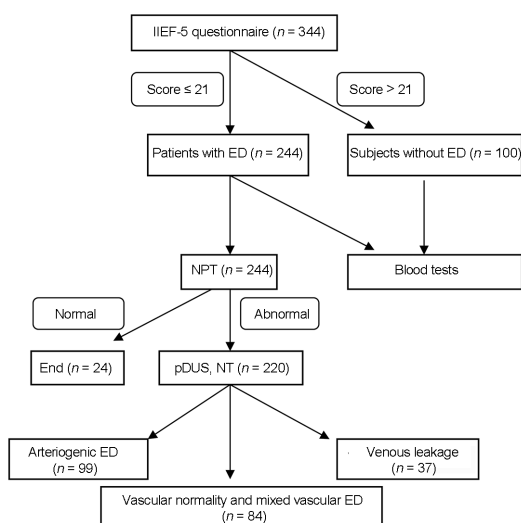 IIEF-5 questionnaire (n = 344)
Score ≤ 21
Score > 21
Patients with ED (n = 244)
Subjects without ED (n = 100)
NPT (n = 244)
Blood tests
Normal
Abnormal
End (n = 24)
pDUS, NT (n = 220)
Arteriogenic ED
(n = 99)
Venous leakage
(n = 37)
Vascular normality and mixed vascular ED
(n = 84)